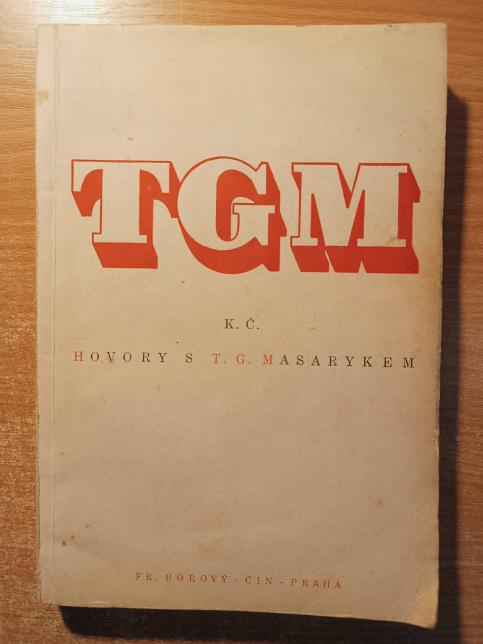 TGM
K. Č.
HOVORY S T. G. MASARYKEM
FR. BOROVÝ - ČIN - PRAHA